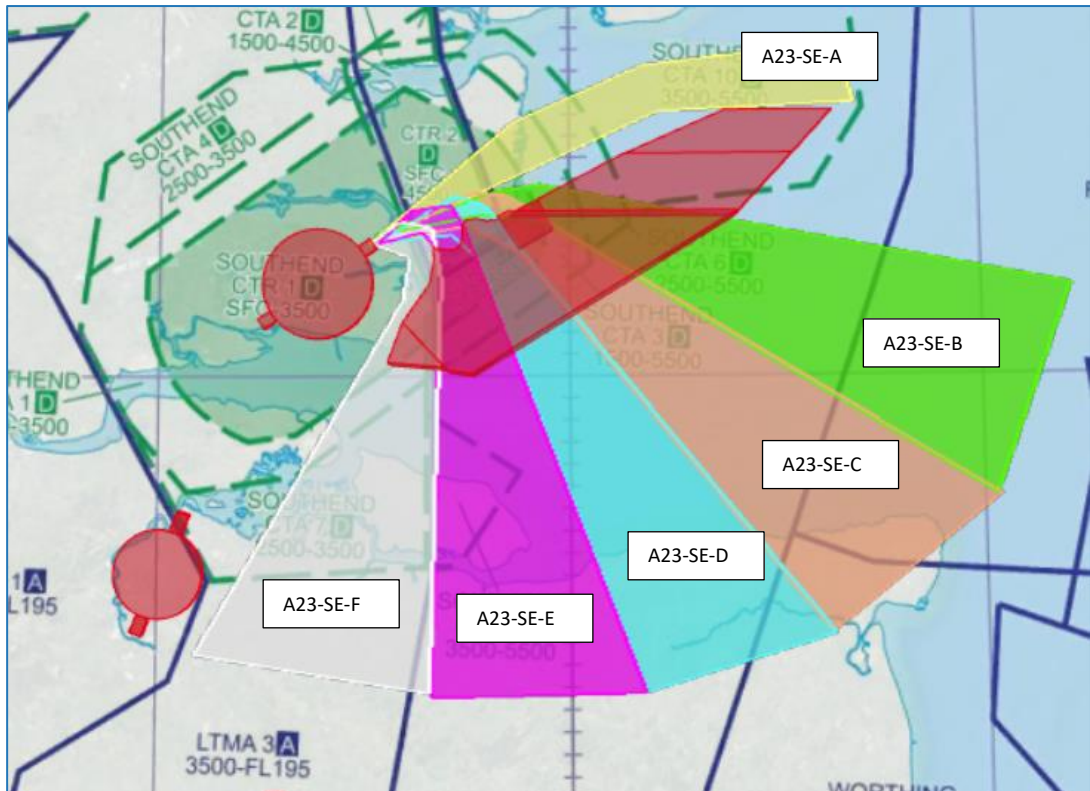 CTA 2 D
1500-4500
SOUTHEND
CTA 10 D
3500-5500
A23-SE-A
SOUTHEND
CTA 4 D
2500-3500
CTR 2
D
SFC-
4500
SOUTHEND
CTR 1 D
SFC-3500
SOUTHEND
CTA 6 D
2500-5500
SOUTHEND
CTA 3 D
1500-5500
A23-SE-B
THEND
A 1 D
-3500
A23-SE-C
SOUTHEND
CTA 7 D
2500-3500
A23-SE-D
1 A
L195
A23-SE-F
A23-SE-E
3500-5500
LTMA 3 A
3500-FL195
WORTHING